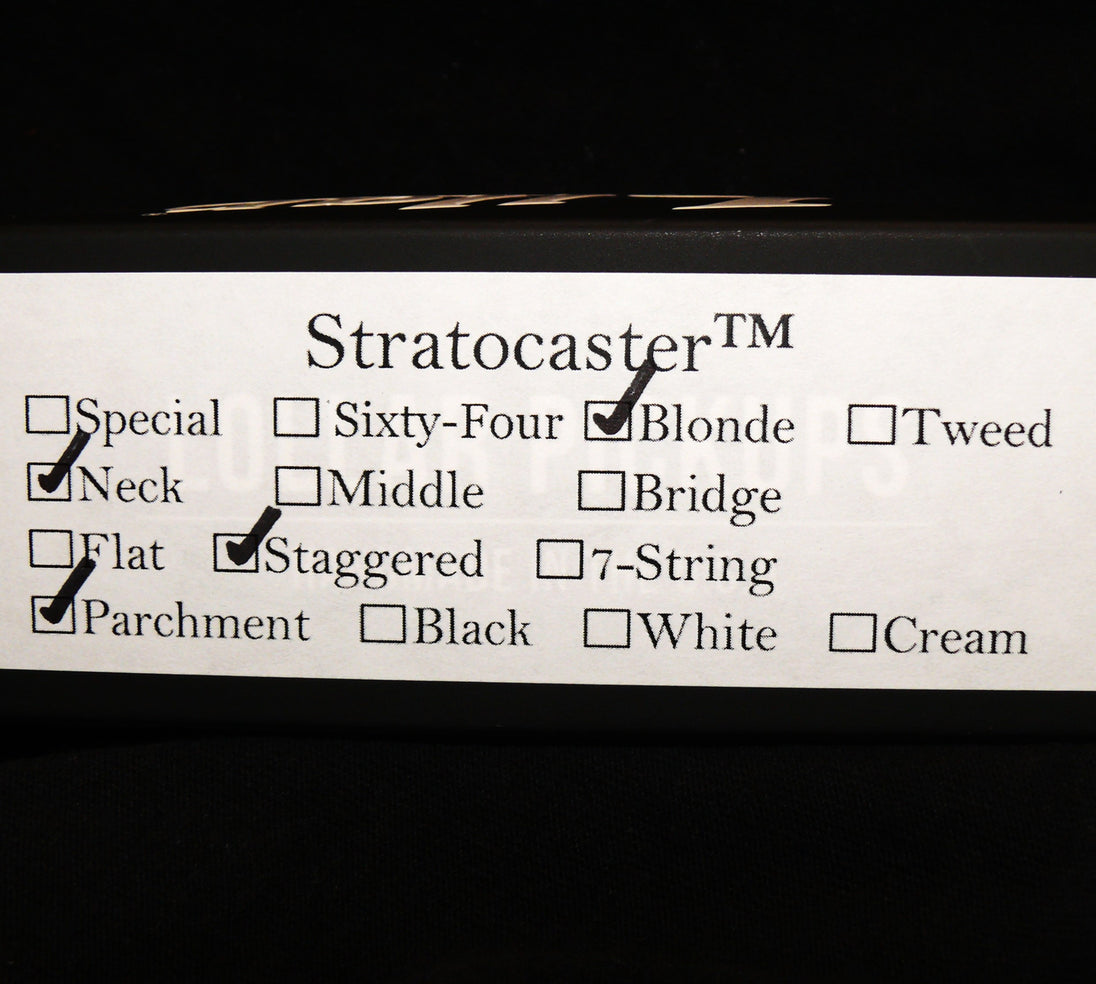 Stratocaster™
☐Special ☐ Sixty-Four ☑Blonde ☐Tweed
☑Neck ☐Middle ☐Bridge
☐Flat ☑Staggered ☐7-String
☑Parchment ☐Black ☐White ☐Cream